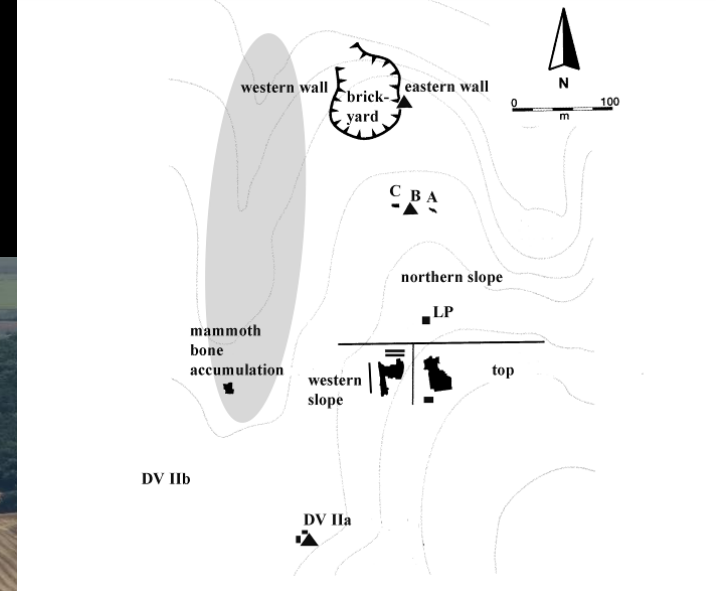 western wall
eastern wall
brick-
yard
N
0 100
m
C B A
northern slope
LP
mammoth
bone
accumulation
western
slope
top
DV IIb
DV IIa